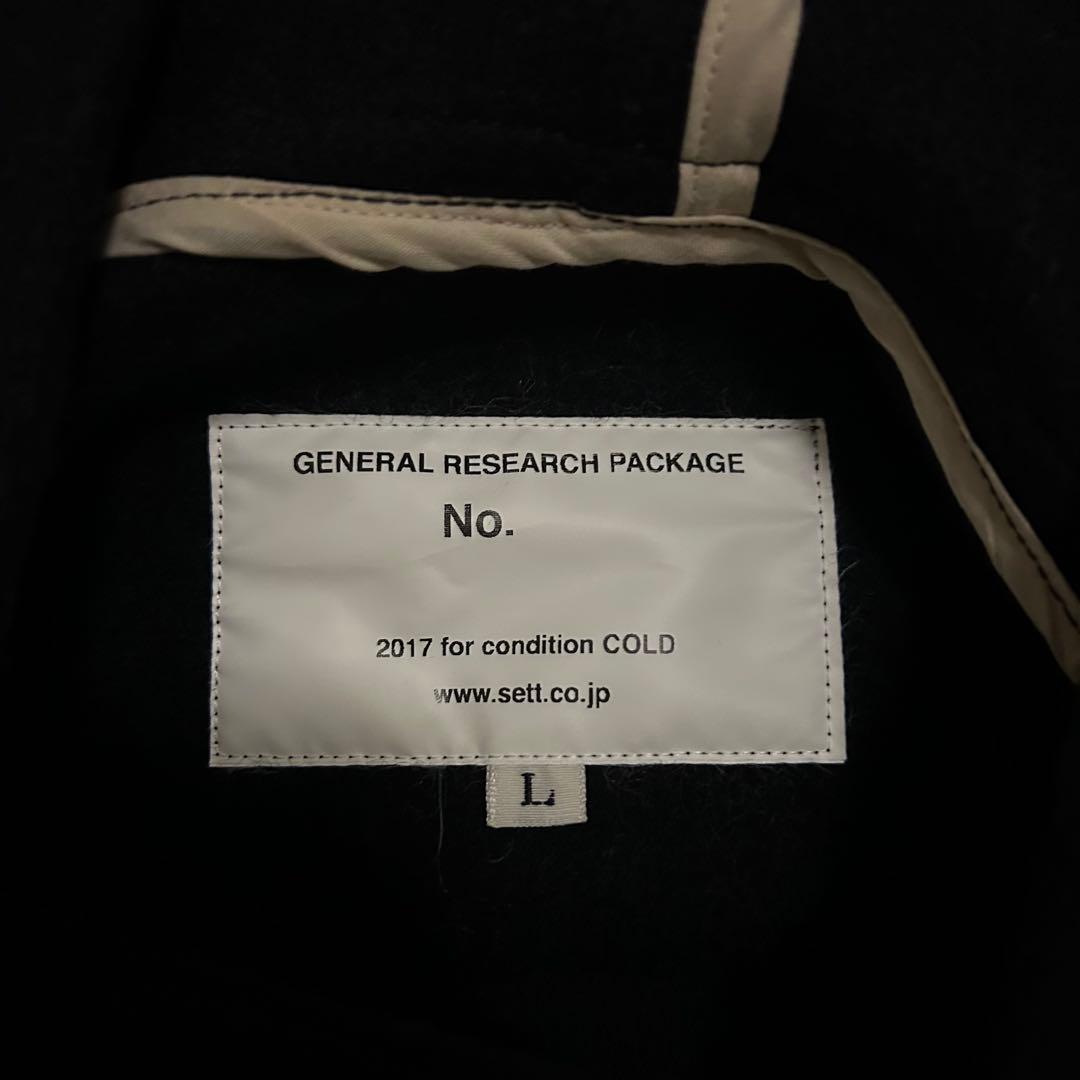 GENERAL RESEARCH PACKAGE
No.
2017 for condition COLD
www.sett.co.jp
L